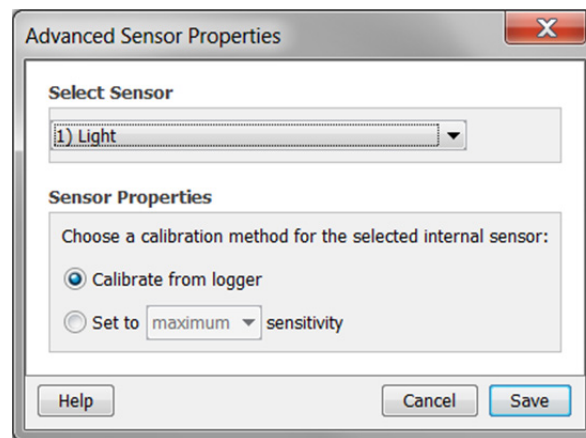 Advanced Sensor Properties
Select Sensor
1) Light
Sensor Properties
Choose a calibration method for the selected internal sensor:
Calibrate from logger
Set to maximum sensitivity
Help Cancel Save